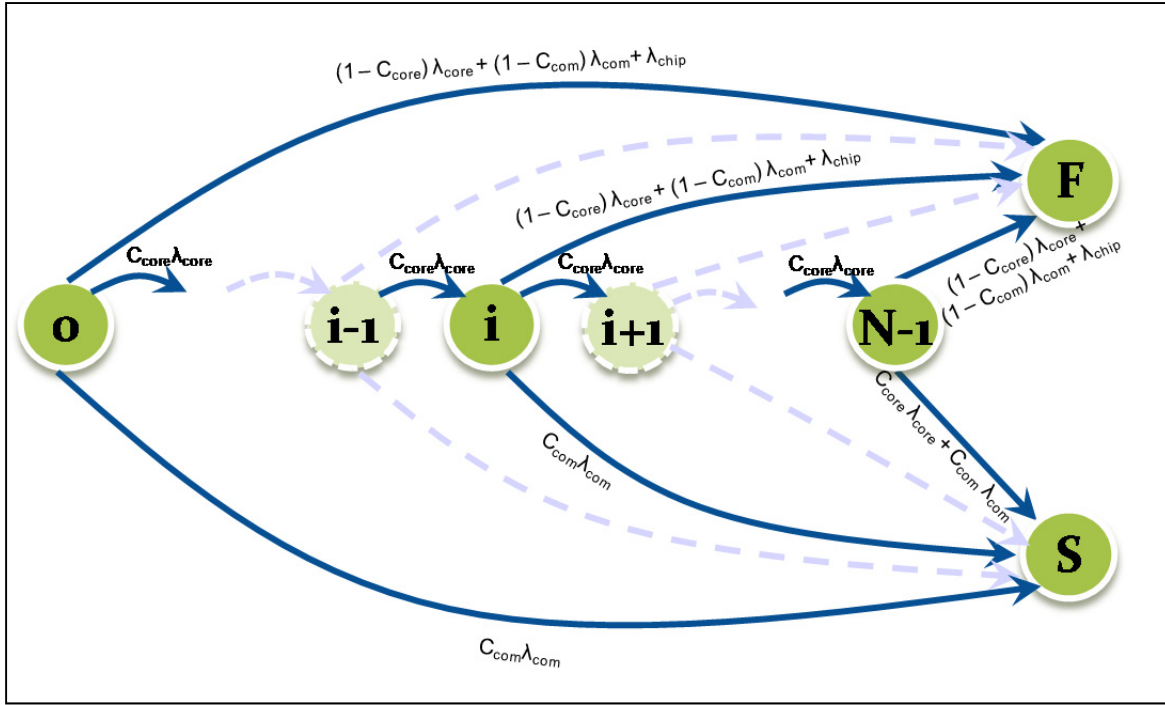 (1 – C_core) λ_core + (1 – C_com) λ_com + λ_chip
F
(1 – C_core) λ_core + (1 – C_com) λ_com + λ_chip
C_core λ_core
C_core λ_core
C_core λ_core
C_core λ_core
(1 – C_core) λ_core +
(1 – C_com) λ_com + λ_chip
o
i-1
i
i+1
N-1
C_core λ_core + C_com λ_com
C_com λ_com
S
C_com λ_com